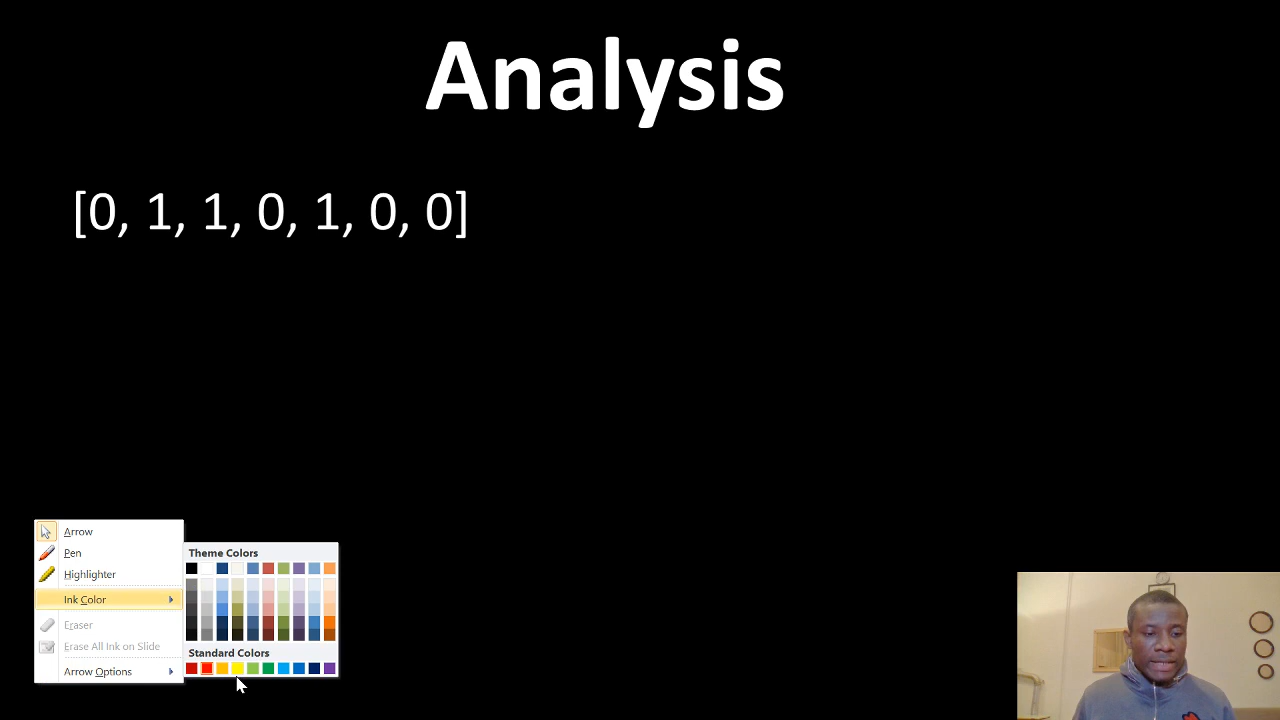 Analysis
[0, 1, 1, 0, 1, 0, 0]
Arrow
Pen
Highlighter
Ink Color
Eraser
Erase All Ink on Slide
Arrow Options
Theme Colors
Standard Colors